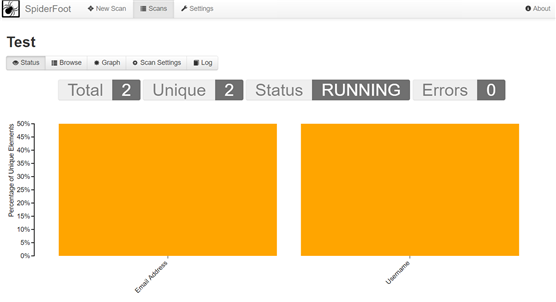 SpiderFoot New Scan Scans Settings About
Test
Status Browse Graph Scan Settings Log
Total 2 Unique 2 Status RUNNING Errors 0
Percentage of Unique Elements
50%
45%
40%
35%
30%
25%
20%
15%
10%
5%
0%
Email Address
Username